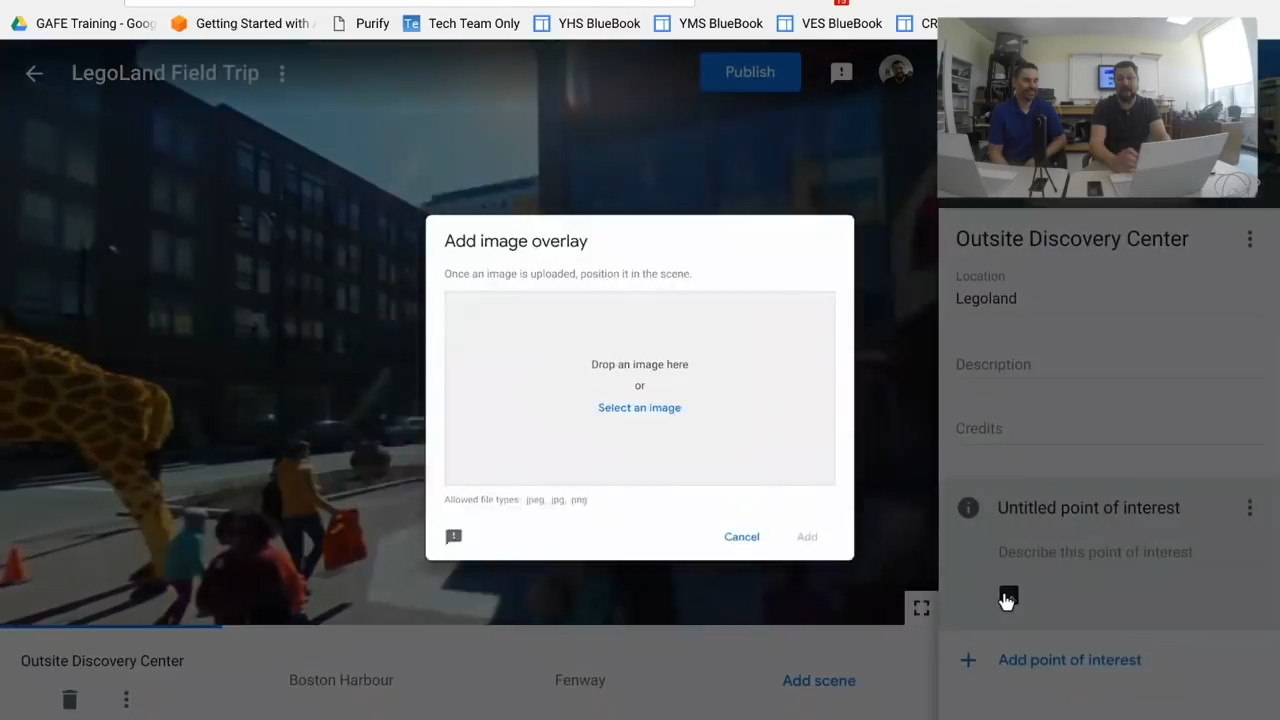 GAFE Training - Goog
Getting Started with
Purify
Te Tech Team Only
YHS BlueBook
YMS BlueBook
VES BlueBook
CR
15
LegoLand Field Trip
Publish
Add image overlay
Once an image is uploaded, position it in the scene.
Drop an image here
or
Select an image
Allowed file types: jpeg, jpg, png
Cancel
Add
Outsite Discovery Center
Location
Legoland
Description
Credits
Untitled point of interest
Describe this point of interest
Add point of interest
Outsite Discovery Center
Boston Harbour
Fenway
Add scene